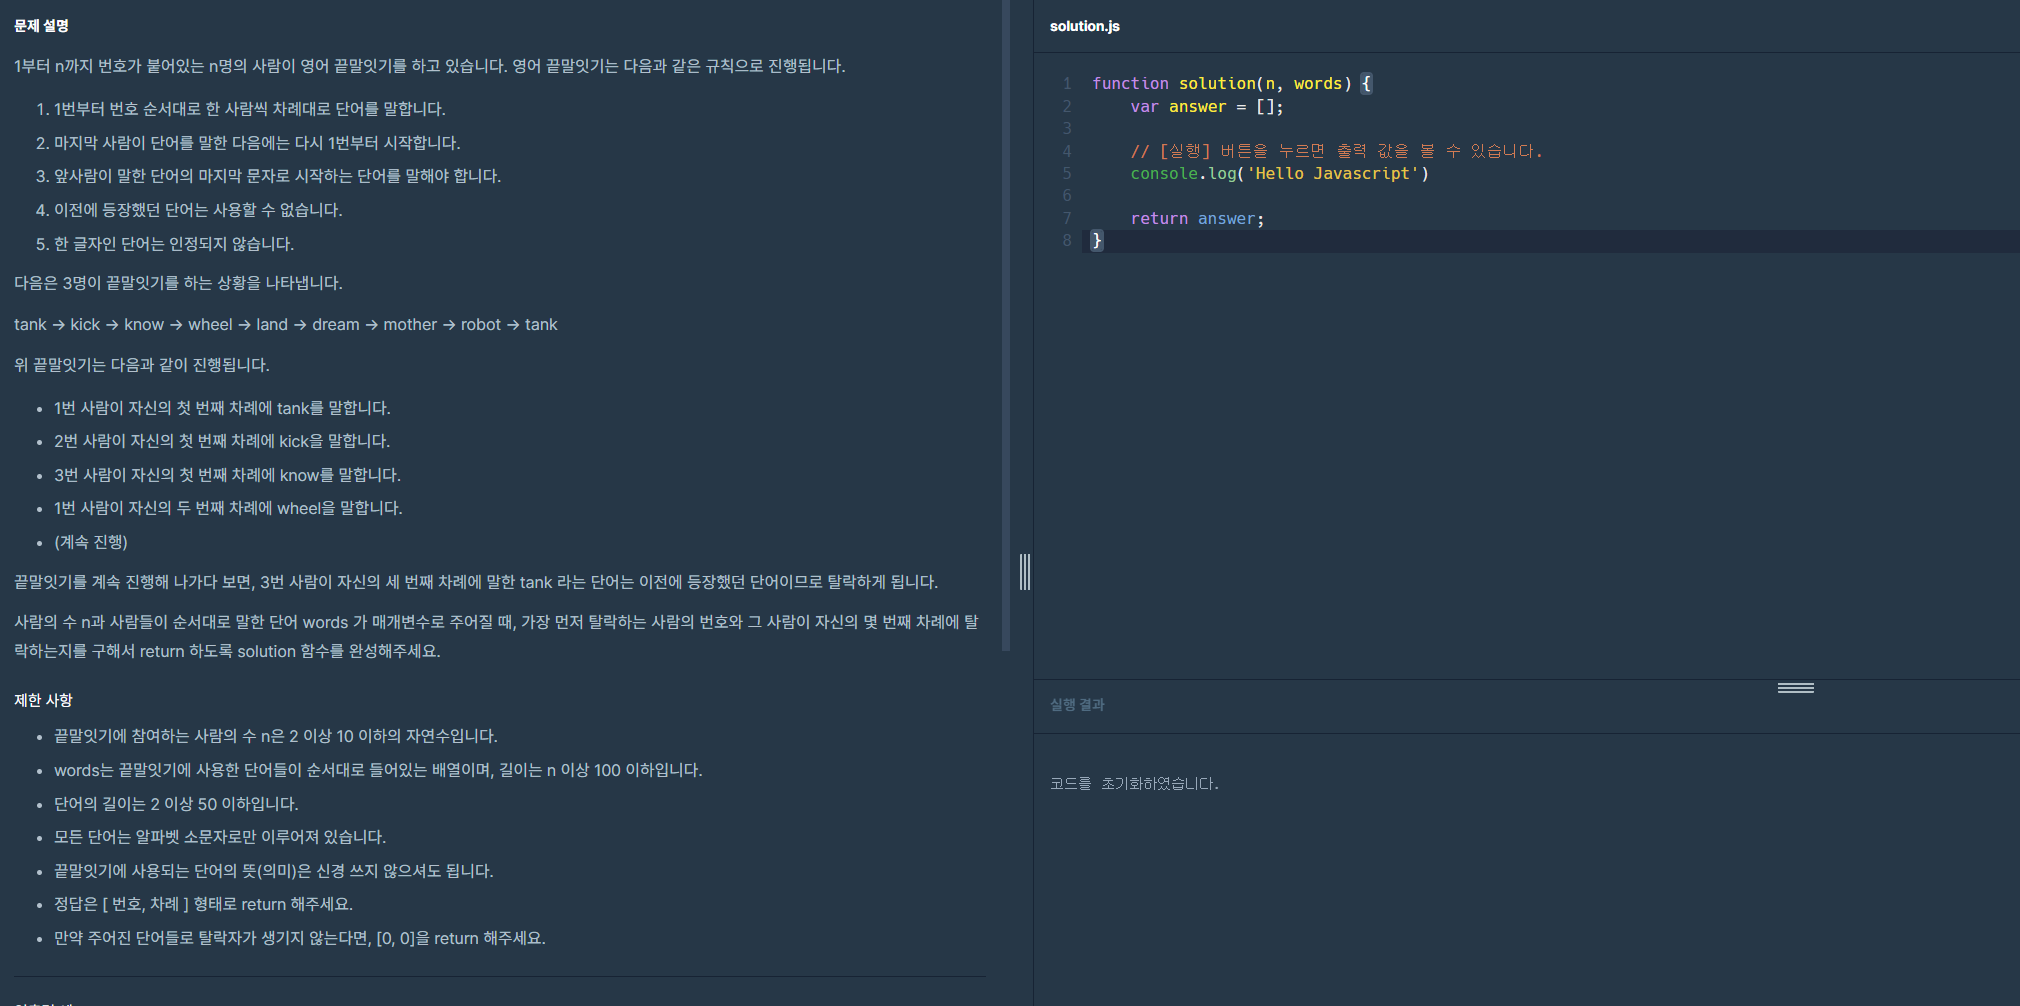 문제 설명
1부터 n까지 번호가 붙어있는 n명의 사람이 영어 끝말잇기를 하고 있습니다. 영어 끝말잇기는 다음과 같은 규칙으로 진행됩니다.
1. 1번부터 번호 순서대로 한 사람씩 차례대로 단어를 말합니다.
2. 마지막 사람이 단어를 말한 다음에는 다시 1번부터 시작합니다.
3. 앞사람이 말한 단어의 마지막 문자로 시작하는 단어를 말해야 합니다.
4. 이전에 등장했던 단어는 사용할 수 없습니다.
5. 한 글자인 단어는 인정되지 않습니다.
다음은 3명이 끝말잇기를 하는 상황을 나타냅니다.
tank → kick → know → wheel → land → dream → mother → robot → tank
위 끝말잇기는 다음과 같이 진행됩니다.
• 1번 사람이 자신의 첫 번째 차례에 tank를 말합니다.
• 2번 사람이 자신의 첫 번째 차례에 kick을 말합니다.
• 3번 사람이 자신의 첫 번째 차례에 know를 말합니다.
• 1번 사람이 자신의 두 번째 차례에 wheel을 말합니다.
• (계속 진행)
끝말잇기를 계속 진행해 나가다 보면, 3번 사람이 자신의 세 번째 차례에 말한 tank 라는 단어는 이전에 등장했던 단어이므로 탈락하게 됩니다.
사람의 수 n과 사람들이 순서대로 말한 단어 words 가 매개변수로 주어질 때, 가장 먼저 탈락하는 사람의 번호와 그 사람이 자신의 몇 번째 차례에 탈
락하는지를 구해서 return 하도록 solution 함수를 완성해주세요.
제한 사항
• 끝말잇기에 참여하는 사람의 수 n은 2 이상 10 이하의 자연수입니다.
• words는 끝말잇기에 사용한 단어들이 순서대로 들어있는 배열이며, 길이는 n 이상 100 이하입니다.
• 단어의 길이는 2 이상 50 이하입니다.
• 모든 단어는 알파벳 소문자로만 이루어져 있습니다.
• 끝말잇기에 사용되는 단어의 뜻(의미)은 신경 쓰지 않으셔도 됩니다.
• 정답은 [ 번호, 차례 ] 형태로 return 해주세요.
• 만약 주어진 단어들로 탈락자가 생기지 않는다면, [0, 0]을 return 해주세요.
solution.js
1 function solution(n, words) {
2     var answer = [];
3
4     // [실행] 버튼을 누르면 출력 값을 볼 수 있습니다.
5     console.log('Hello Javascript')
6
7     return answer;
8 }
실행 결과
코드를 초기화하였습니다.